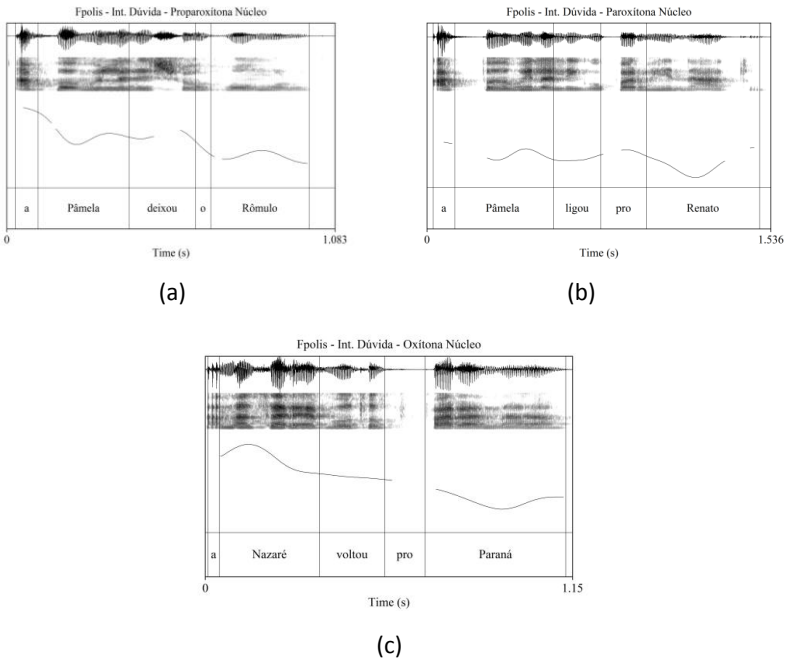 Fpolis - Int. Dúvida - Proparoxítona Núcleo
a Pâmela deixou o Rômulo
0 1.083
Time (s)
(a)
Fpolis - Int. Dúvida - Paroxítona Núcleo
a Pâmela ligou pro Renato
0 1.536
Time (s)
(b)
Fpolis - Int. Dúvida - Oxítona Núcleo
a Nazaré voltou pro Paraná
0 1.15
Time (s)
(c)